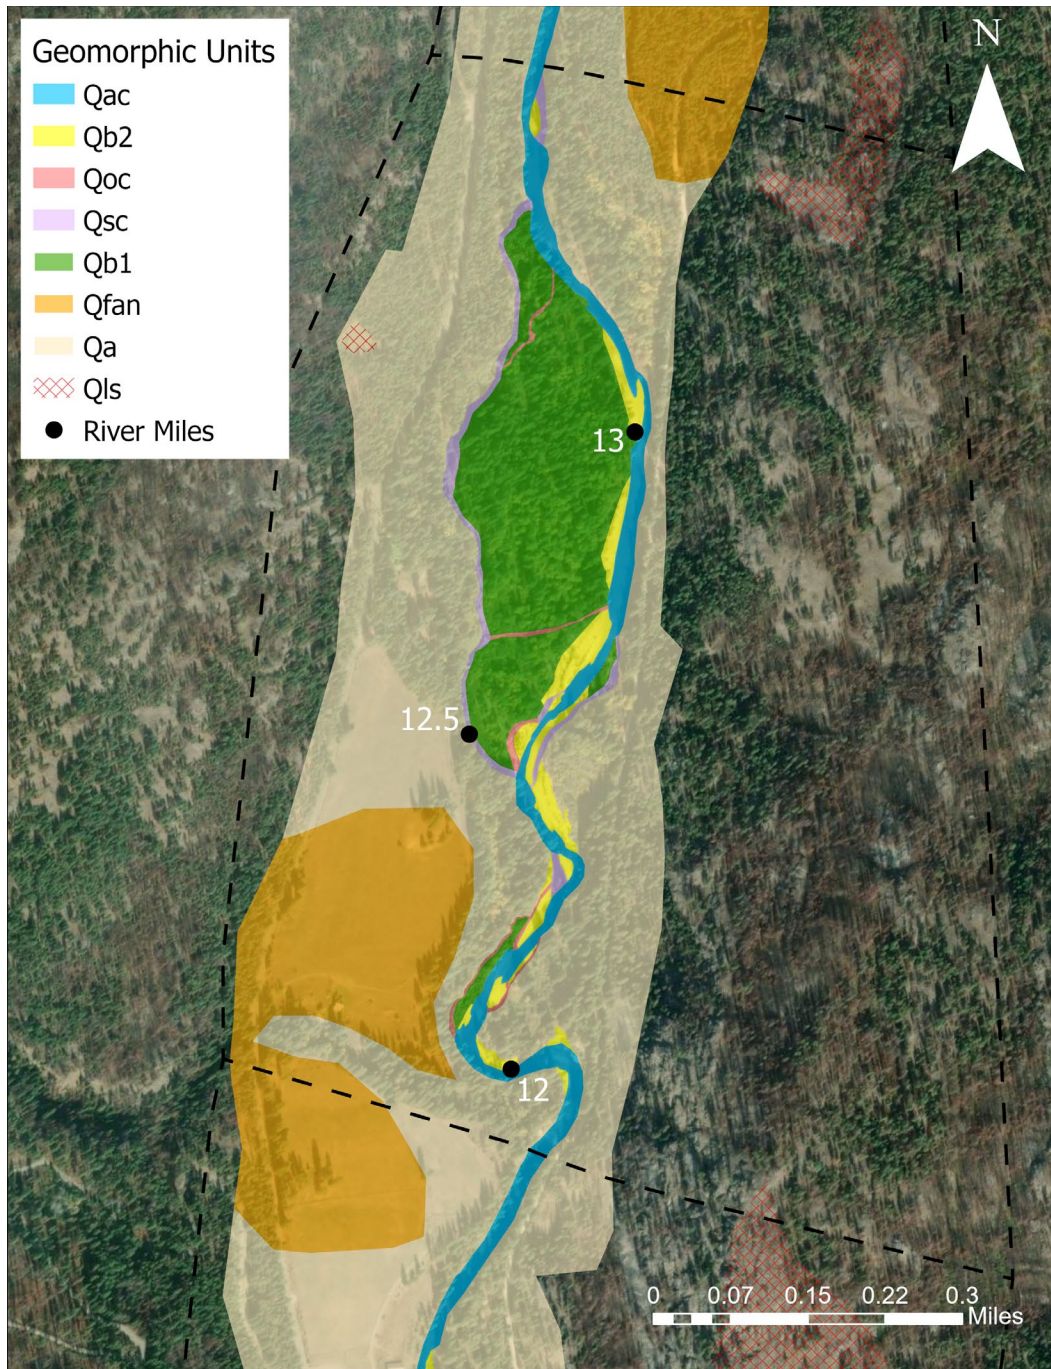 Geomorphic Units
Qac
Qb2
Qoc
Qsc
Qb1
Qfan
Qa
Qls
River Miles
N
13
12.5
12
0 0.07 0.15 0.22 0.3
Miles